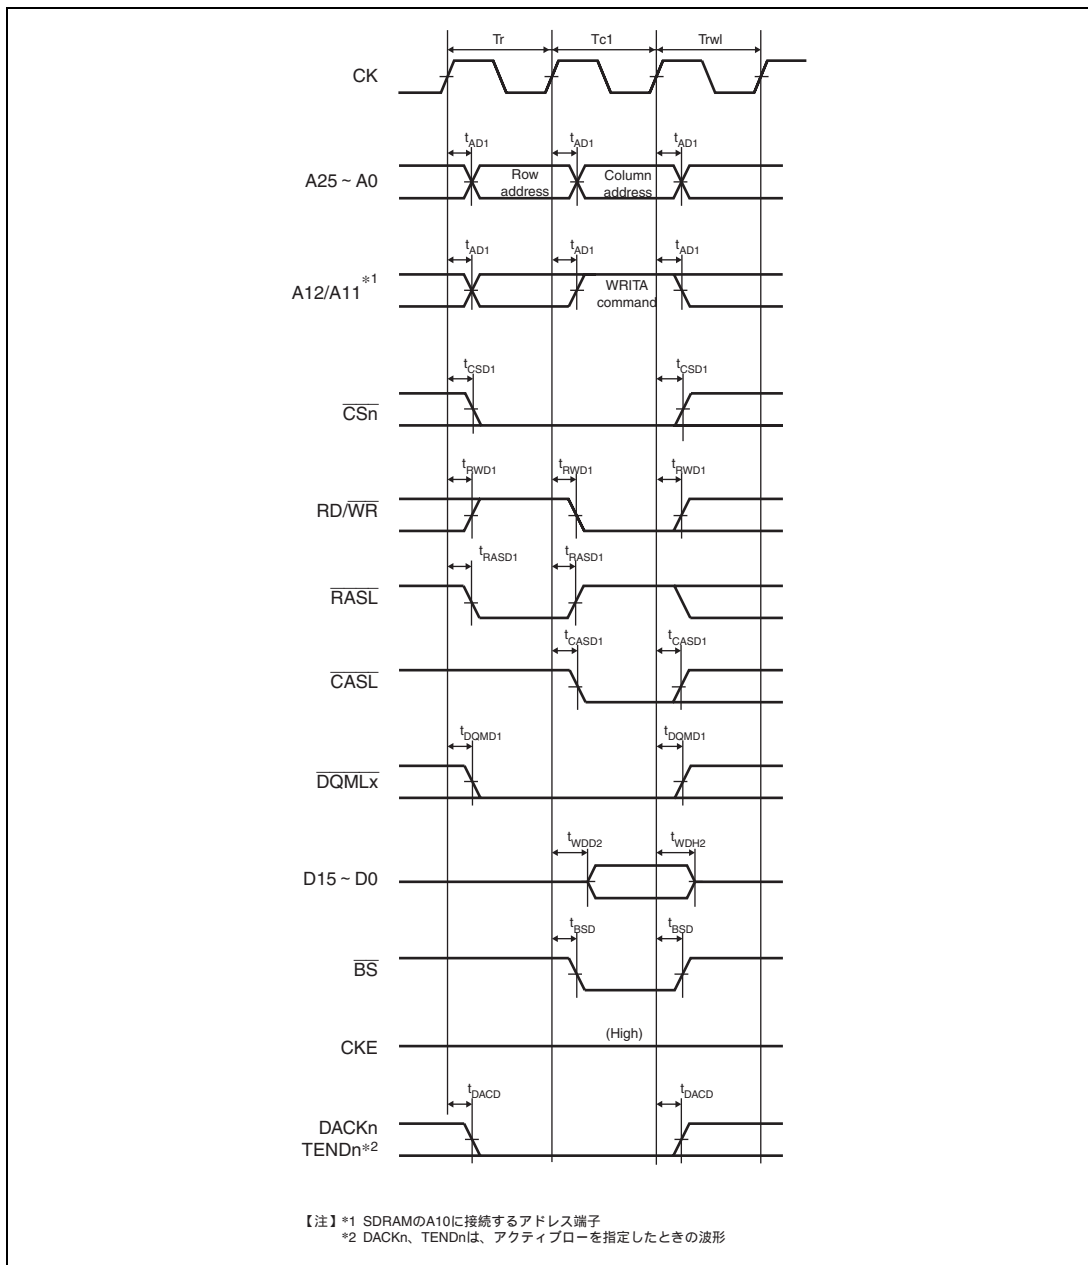 Tr Tc1 Trwl
CK
tAD1 tAD1 tAD1
A25 ~ A0
Row address
Column address
tAD1 tAD1 tAD1
A12/A11*1
WRITA command
tCSD1 tCSD1
CSn
tRWD1 tRWD1 tRWD1
RD/WR
tRASD1 tRASD1
RASL
tCASD1 tCASD1
CASL
tDQMD1 tDQMD1
DQMLx
tWDD2 tWDH2
D15 ~ D0
tBSD tBSD
BS
(High)
CKE
tDACD tDACD
DACKn
TENDn*2
【注】*1 SDRAMのA10に接続するアドレス端子
*2 DACKn、TENDnは、アクティブローを指定したときの波形